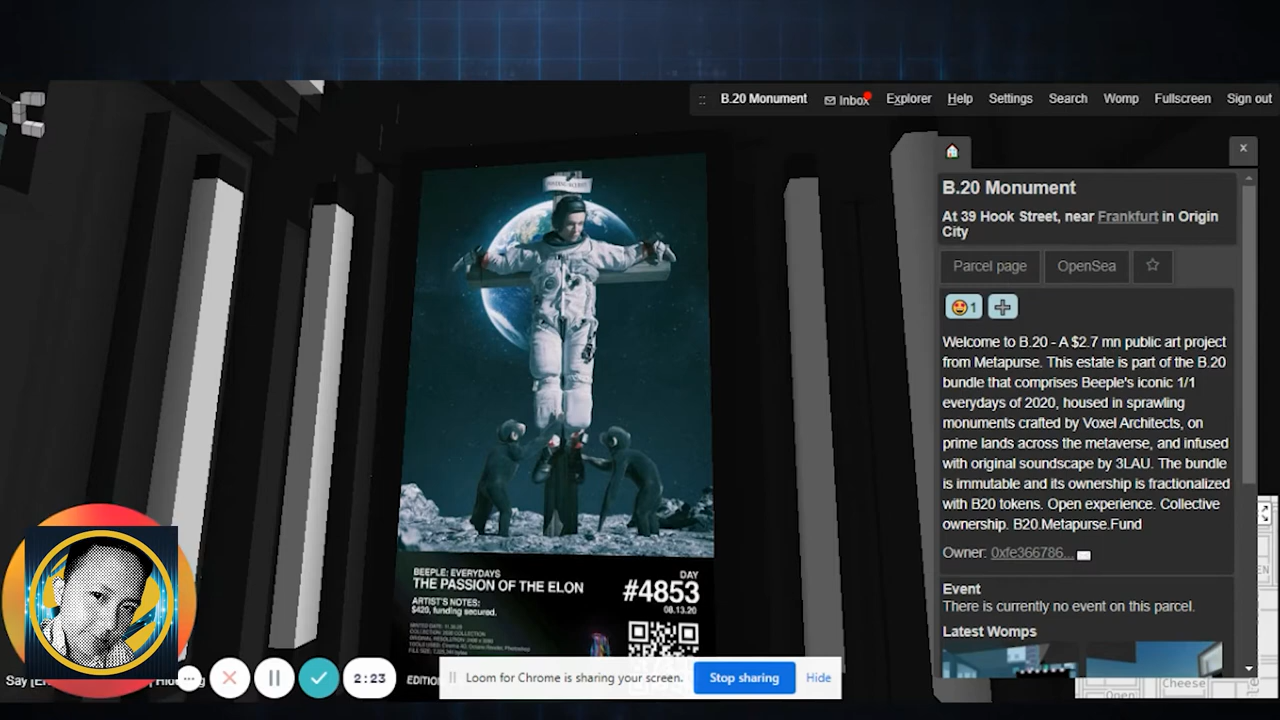 B.20 Monument
Inbox
Explorer
Help
Settings
Search
Womp
Fullscreen
Sign out
x
B.20 Monument
At 39 Hook Street, near Frankfurt in Origin
City
Parcel page
OpenSea
1
Welcome to B.20 - A $2.7 mn public art project
from Metapurse. This estate is part of the B.20
bundle that comprises Beeple's iconic 1/1
everydays of 2020, housed in sprawling
monuments crafted by Voxel Architects, on
prime lands across the metaverse, and infused
with original soundscape by 3LAU. The bundle
is immutable and its ownership is fractionalized
with B20 tokens. Open experience. Collective
ownership. B20.Metapurse.Fund
Owner: 0xfe366786...
Event
There is currently no event on this parcel.
Latest Womps
BEEPLE: EVERYDAYS
THE PASSION OF THE ELON
ARTIST'S NOTES:
$420, funding secured.
DAY
#4853
08.13.20
EDITION
Say
2:23
Loom for Chrome is sharing your screen.
Stop sharing
Hide
Open
Cheese